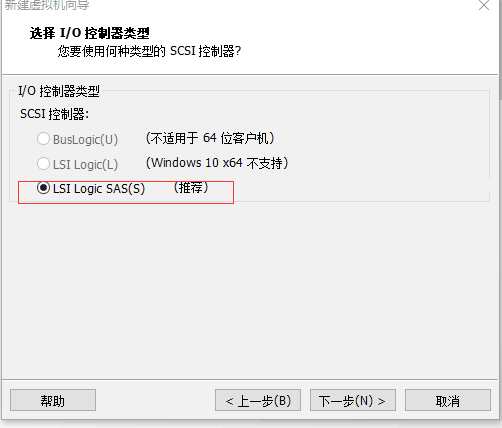 新建虚拟机向导
选择 I/O 控制器类型
您要使用何种类型的 SCSI 控制器?
I/O 控制器类型
SCSI 控制器:
BusLogic(U) (不适用于 64 位客户机)
LSI Logic(L) (Windows 10 x64 不支持)
LSI Logic SAS(S) (推荐)
帮助 < 上一步(B) 下一步(N) > 取消